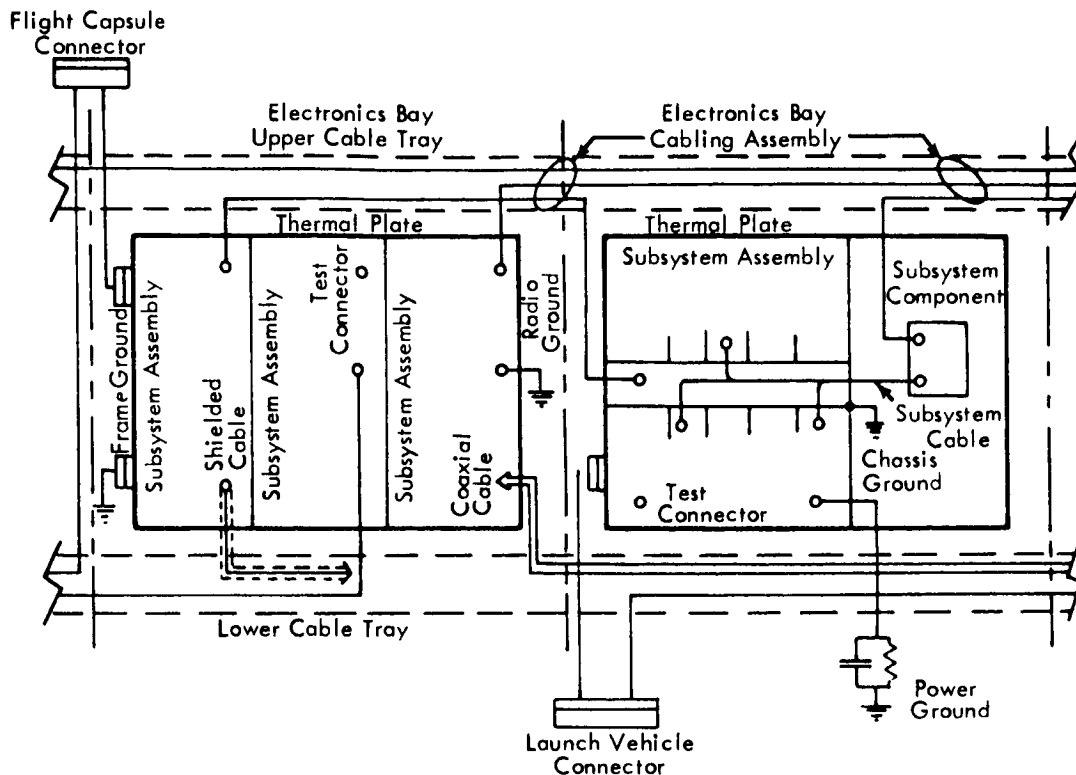 Flight Capsule
Connector
Electronics Bay
Upper Cable Tray
Electronics Bay
Cabling Assembly
Thermal Plate
Thermal Plate
Frame Ground
Subsystem Assembly
Shielded
Cable
Subsystem Assembly
Test
Connector
Subsystem Assembly
Coaxial
Cable
Radio
Ground
Subsystem Assembly
Subsystem
Component
Subsystem
Cable
Chassis
Ground
Test
Connector
Lower Cable Tray
Power
Ground
Launch Vehicle
Connector